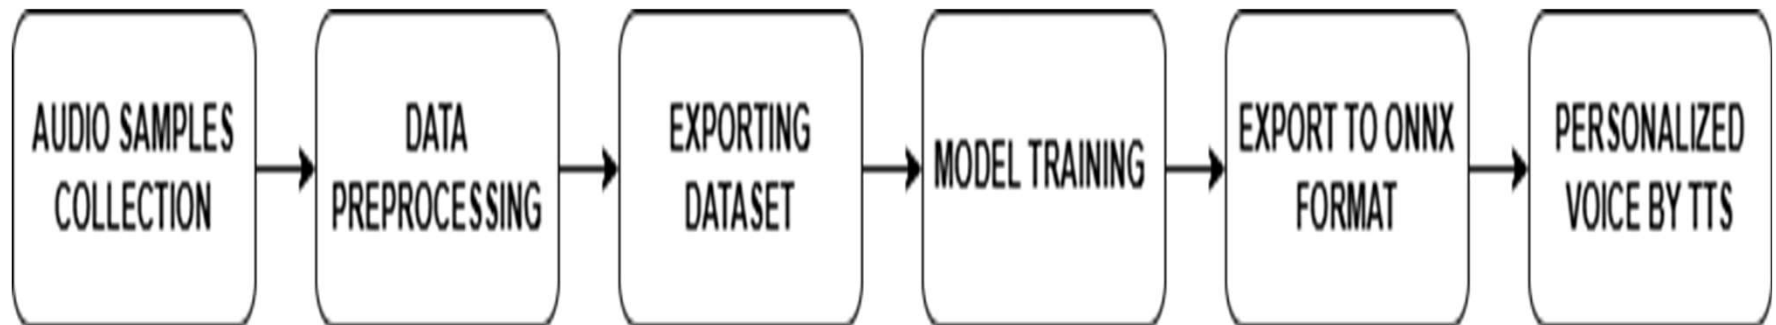 AUDIO SAMPLES
COLLECTION
DATA
PREPROCESSING
EXPORTING
DATASET
MODEL TRAINING
EXPORT TO ONNX
FORMAT
PERSONALIZED
VOICE BY TTS